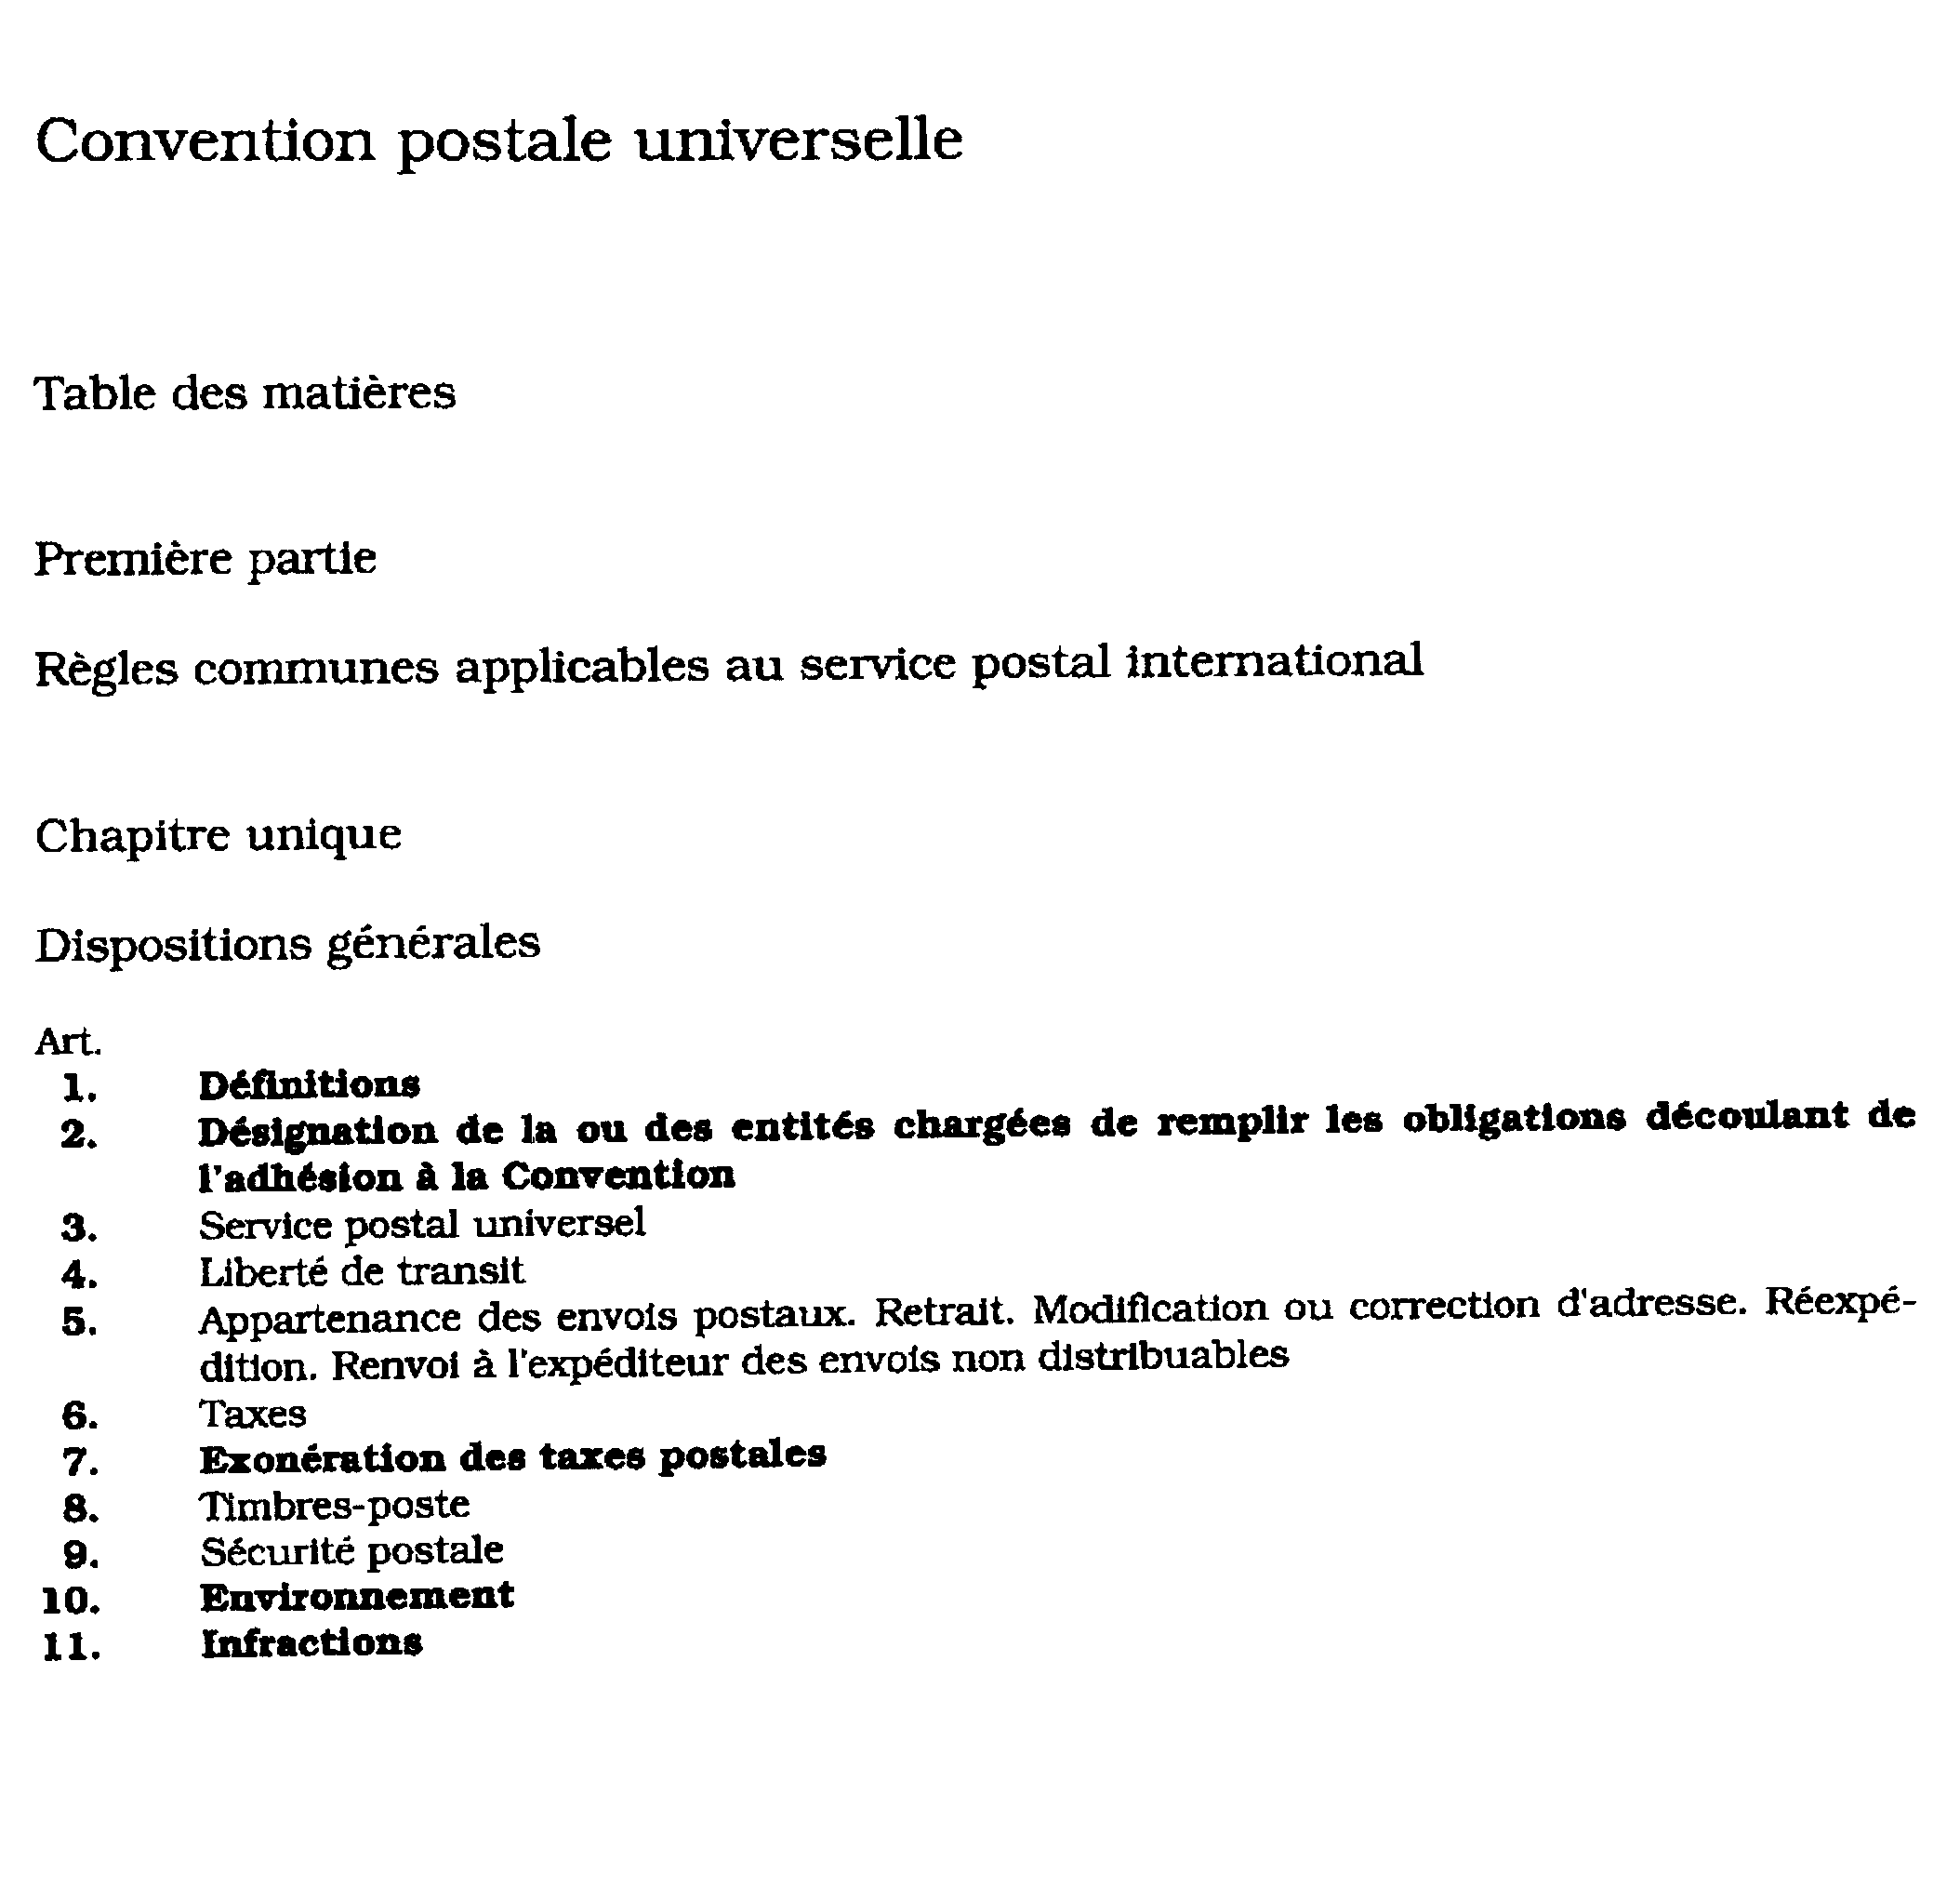 Convention postale universelle
Table des matières
Première partie
Règles communes applicables au service postal international
Chapitre unique
Dispositions générales
Art.
1. Définitions
2. Désignation de la ou des entités chargées de remplir les obligations découlant de
l'adhésion à la Convention
3. Service postal universel
4. Liberté de transit
5. Appartenance des envois postaux. Retrait. Modification ou correction d'adresse. Réexpé-
dition. Renvoi à l'expéditeur des envois non distribuables
6. Taxes
7. Exonération des taxes postales
8. Timbres-poste
9. Sécurité postale
10. Environnement
11. Infractions